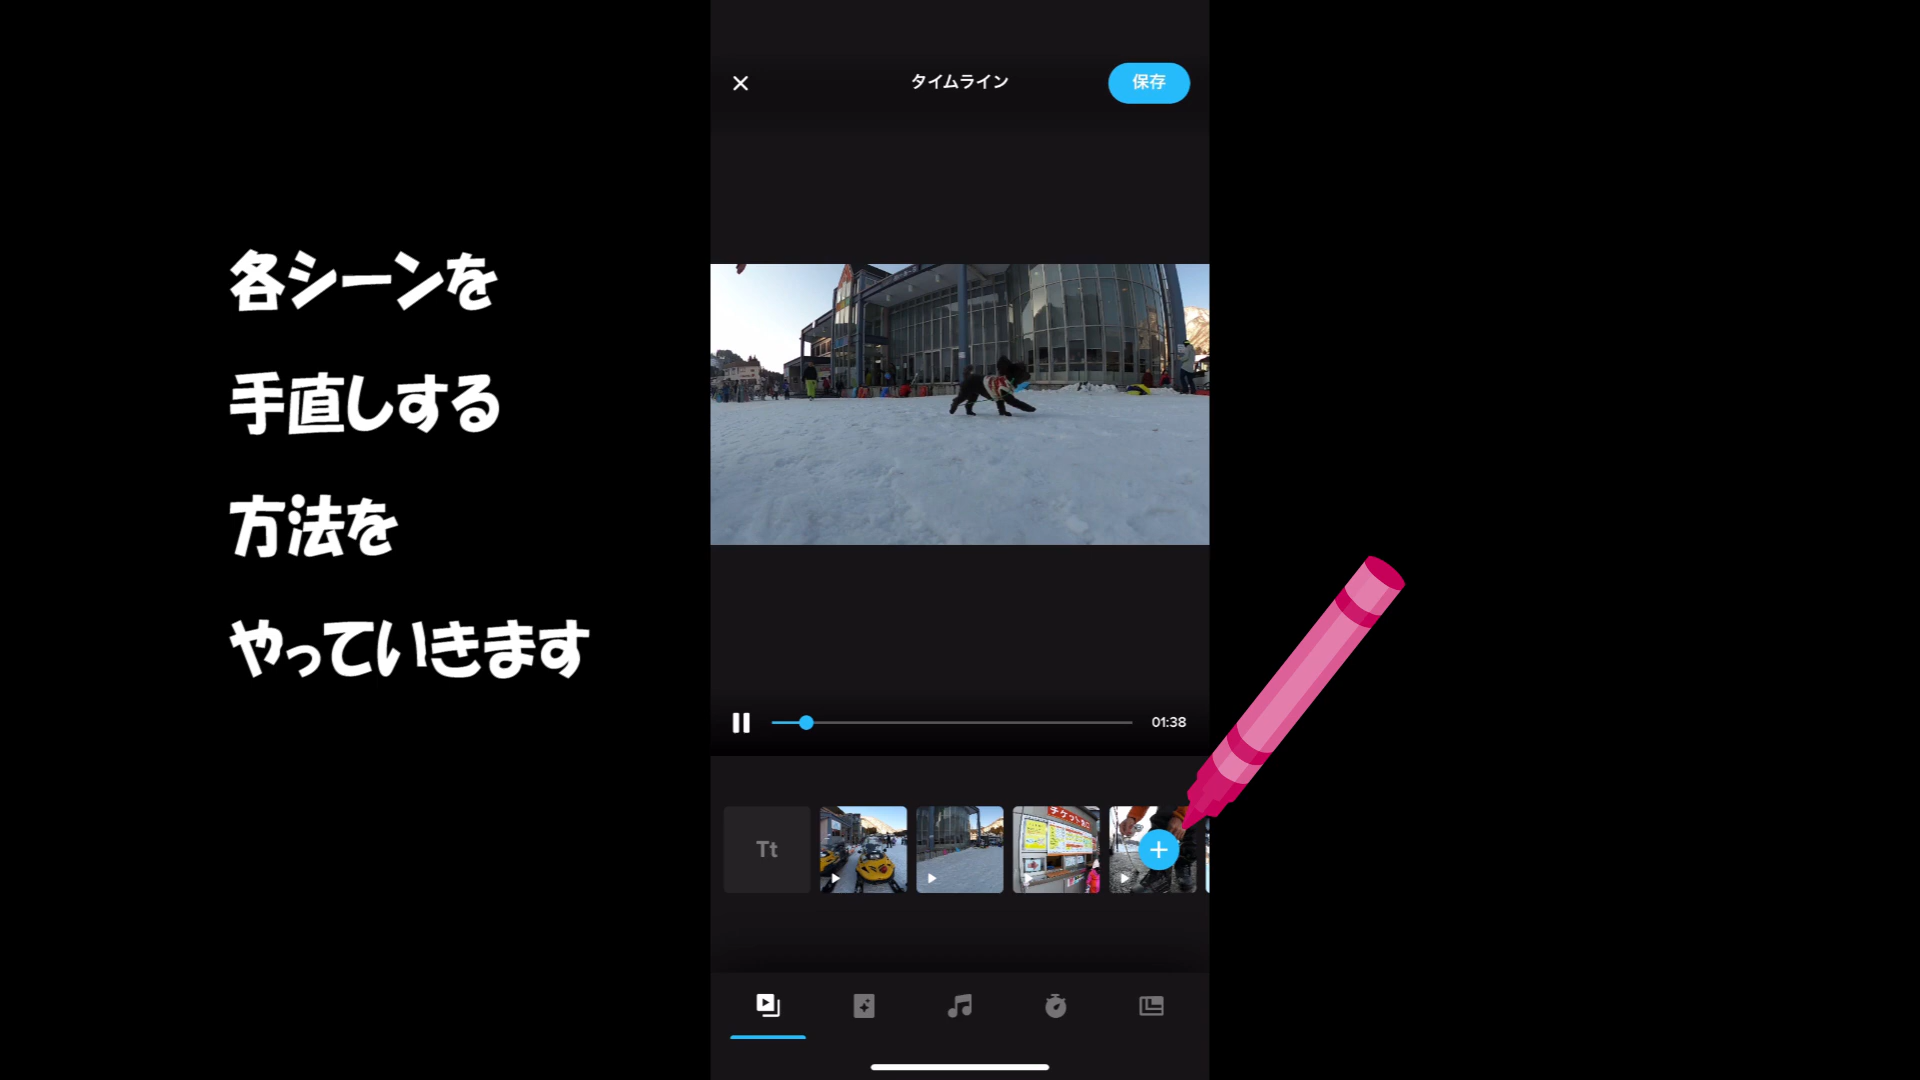 タイムライン
保存
各シーンを
手直しする
方法を
やっていきます
01:38
Tt